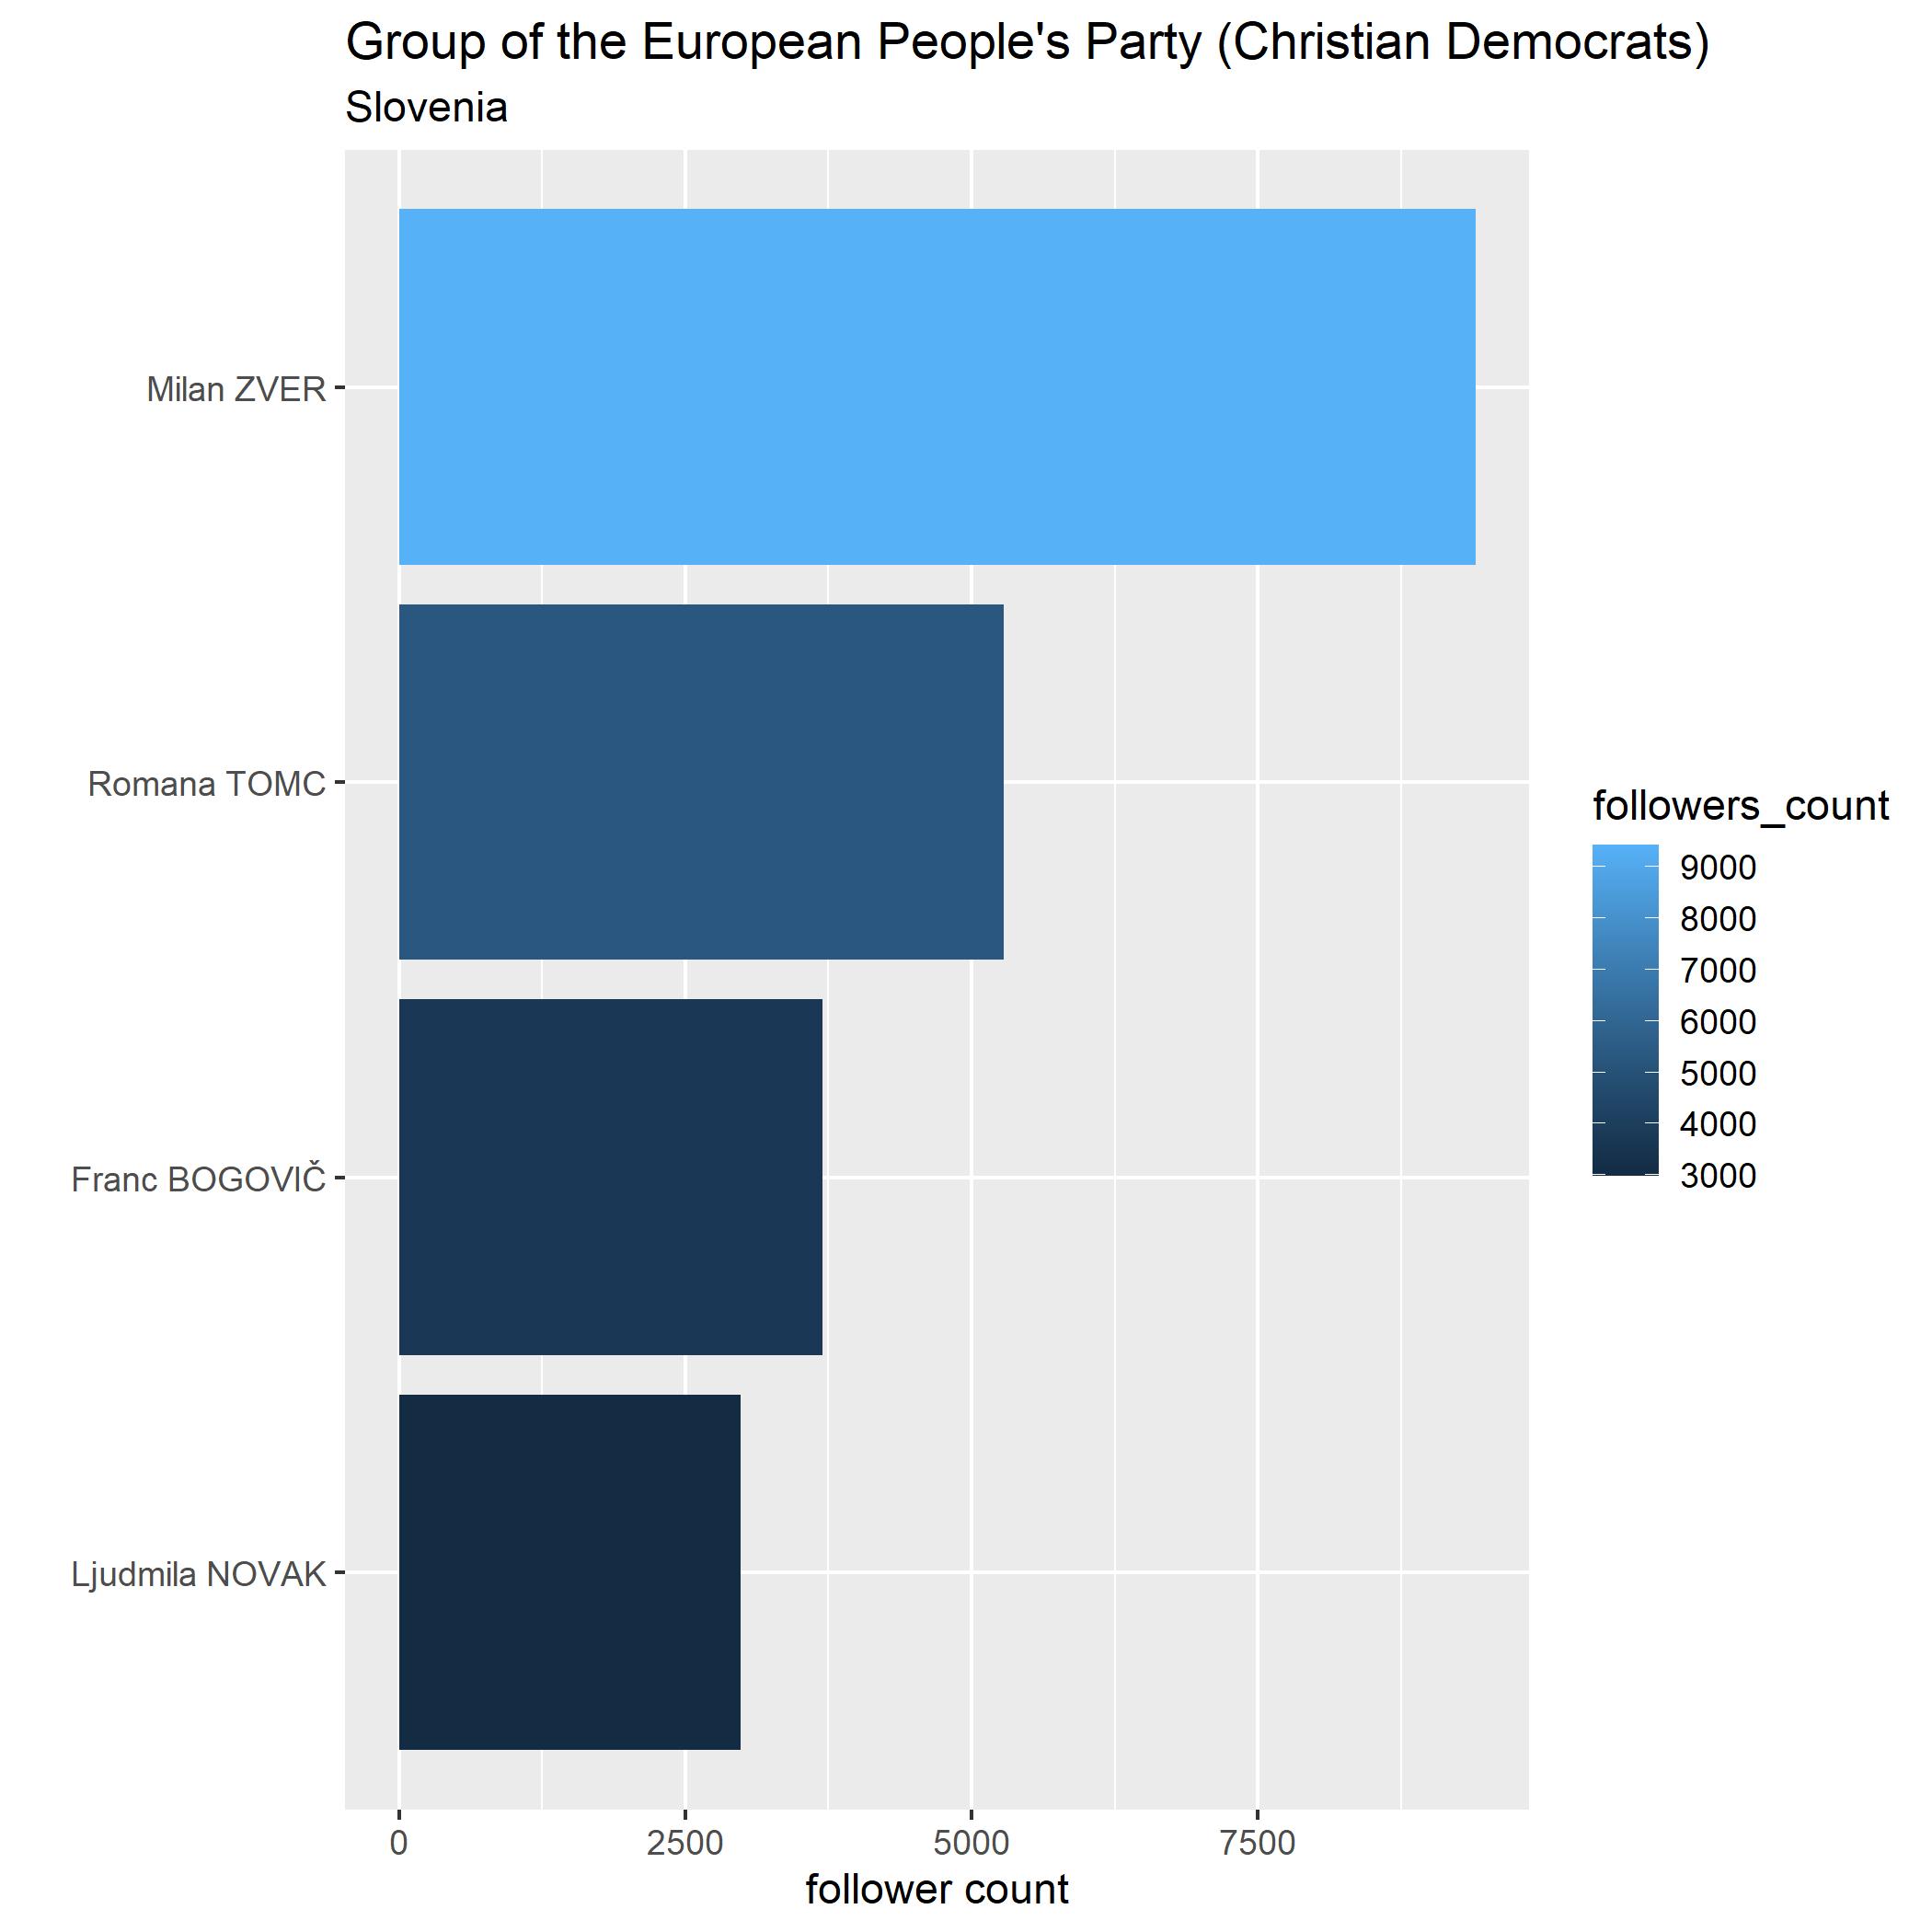 Group of the European People's Party (Christian Democrats)
Slovenia
Milan ZVER
Romana TOMC
Franc BOGOVIČ
Ljudmila NOVAK
0 2500 5000 7500
follower count
followers_count
9000
8000
7000
6000
5000
4000
3000